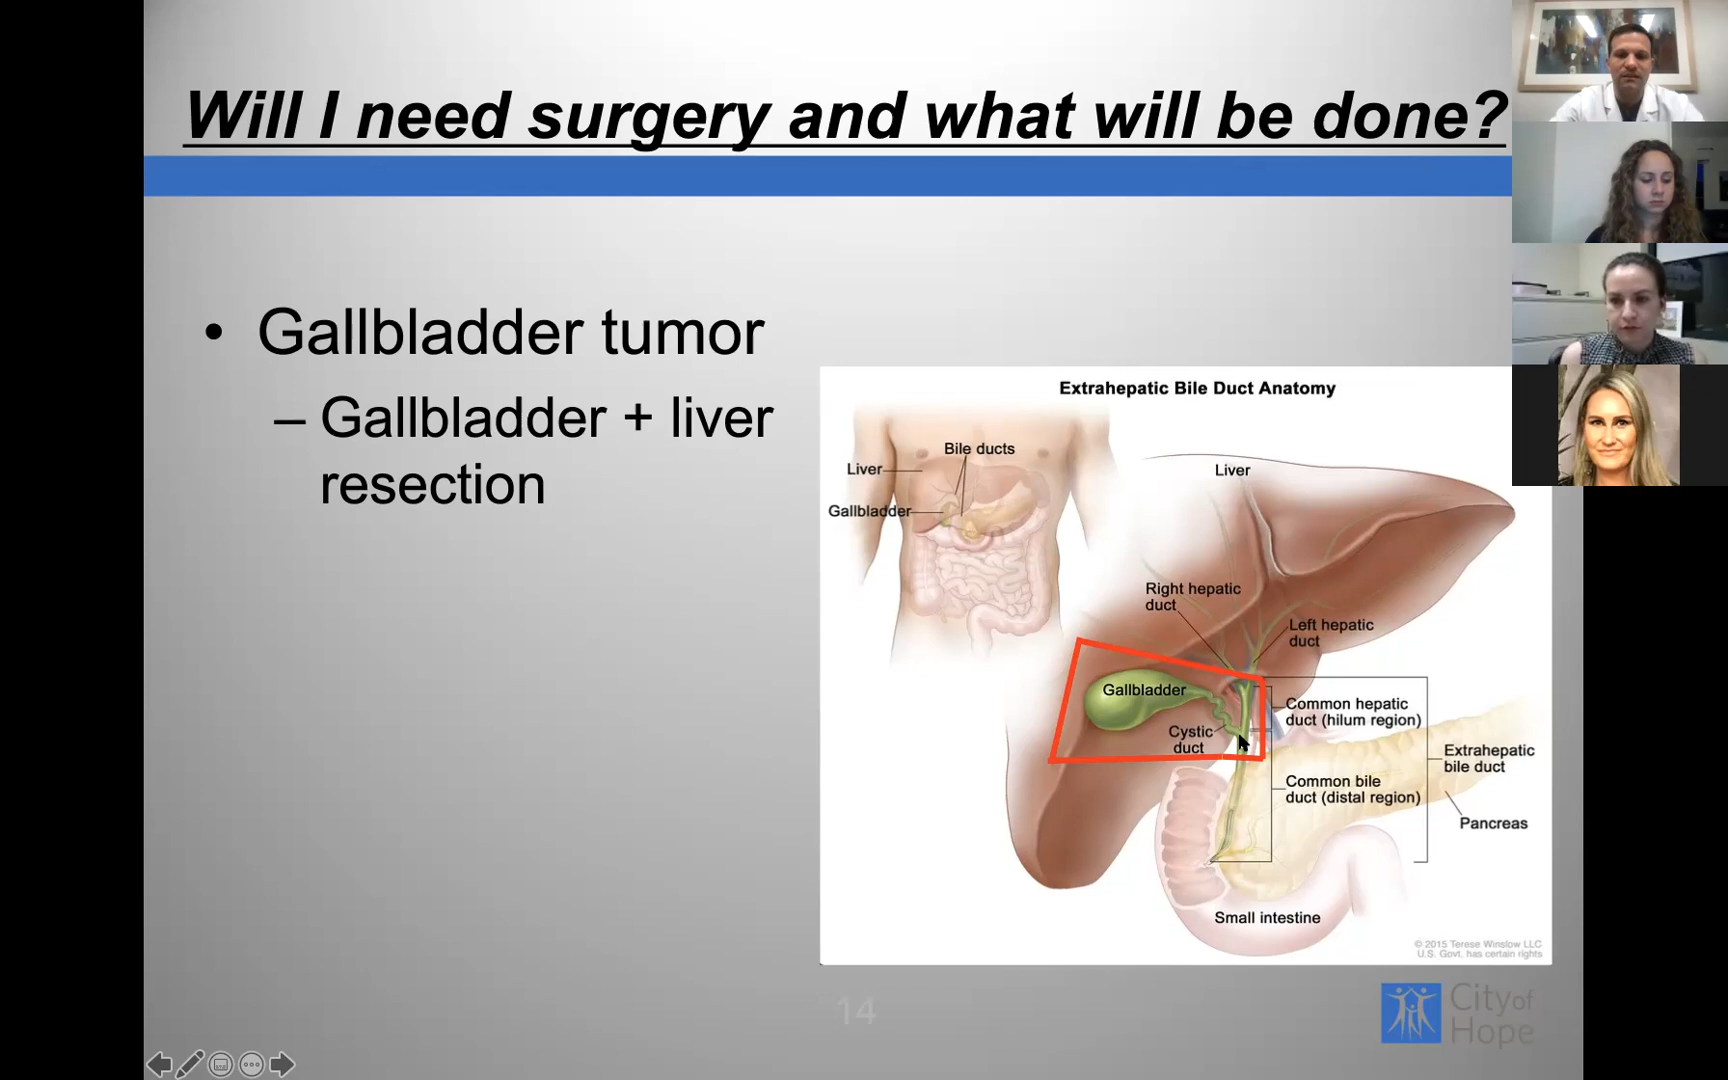 Will I need surgery and what will be done?
• Gallbladder tumor
– Gallbladder + liver
resection
Extrahepatic Bile Duct Anatomy
Bile ducts
Liver
Gallbladder
Liver
Right hepatic
duct
Left hepatic
duct
Gallbladder
Cystic
duct
Common hepatic
duct (hilum region)
Common bile
duct (distal region)
Extrahepatic
bile duct
Pancreas
Small intestine
© 2015 Terese Winslow LLC
U.S. Govt. has certain rights
14
City of
Hope